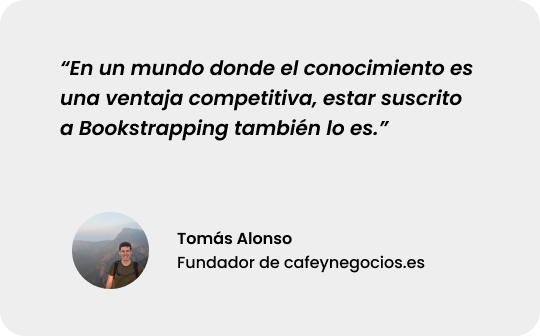 “En un mundo donde el conocimiento es
una ventaja competitiva, estar suscrito
a Bookstrapping también lo es.”
Tomás Alonso
Fundador de cafeynegocios.es